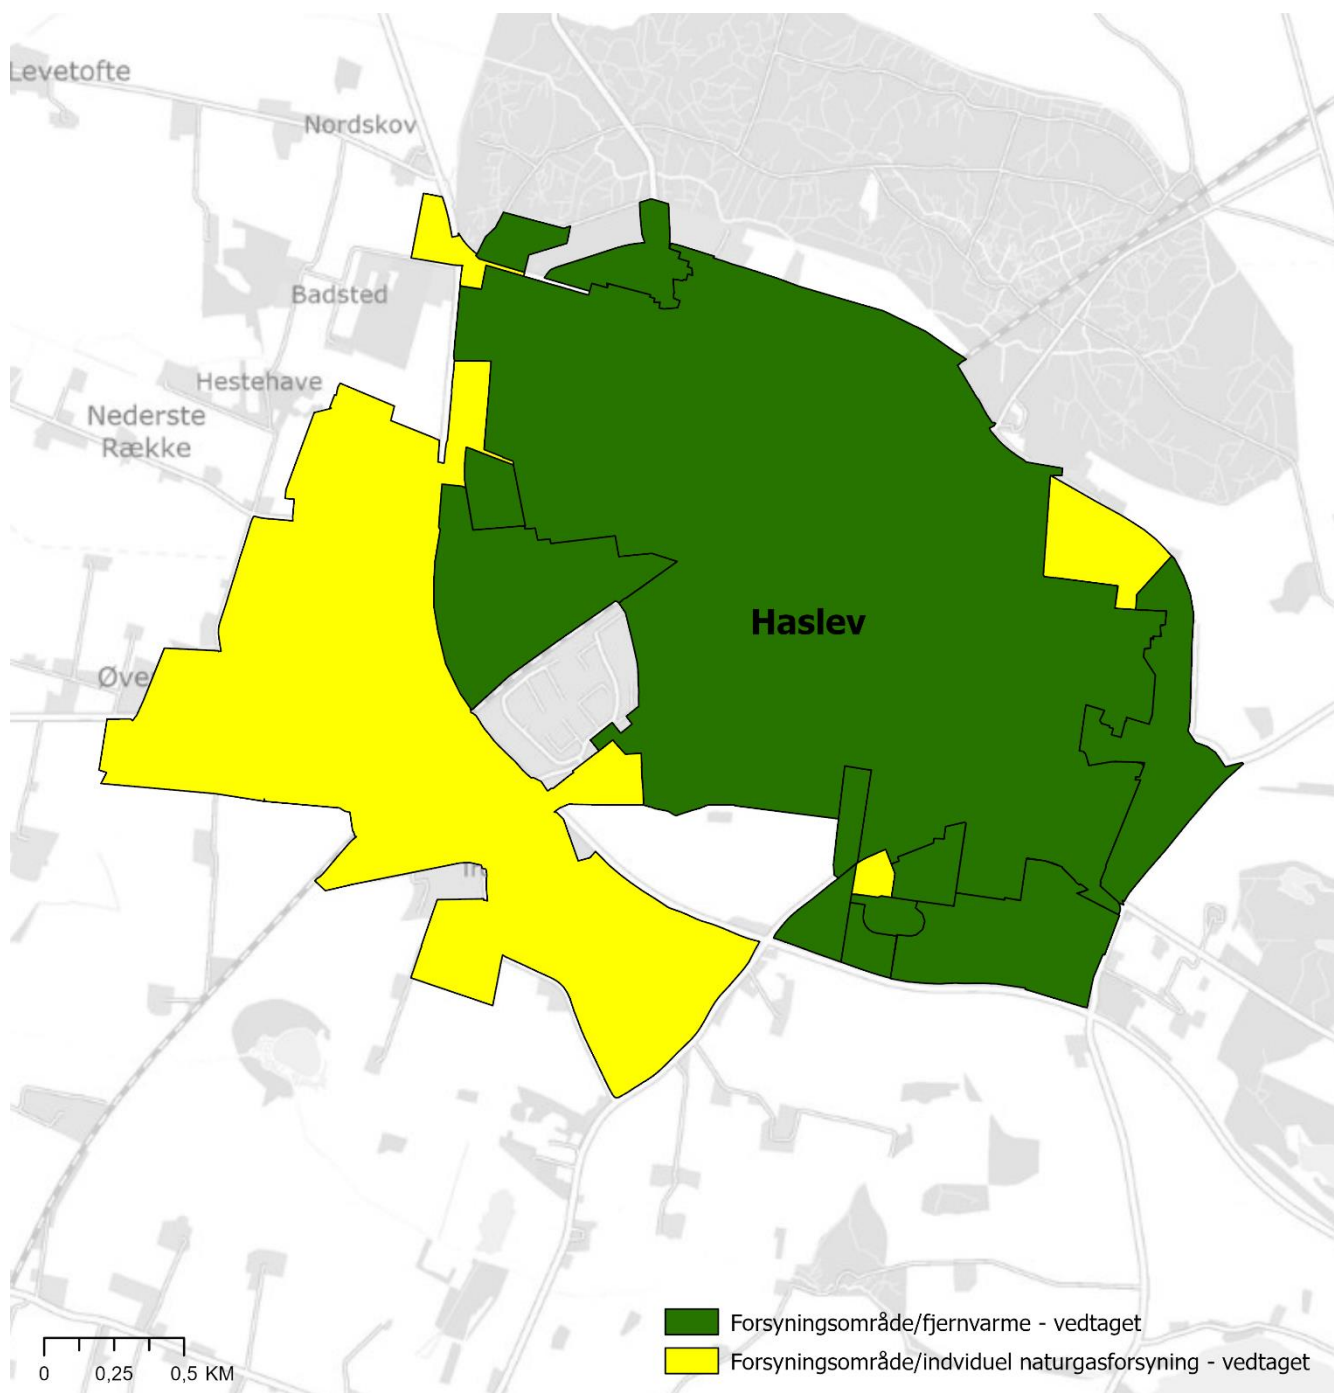 Levetofte
Nordskov
Badsted
Hestehave
Nederste
Række
Haslev
Øve
Forsyningsområde/fjernvarme - vedtaget
Forsyningsområde/indviduel naturgasforsyning - vedtaget
0 0,25 0,5 KM